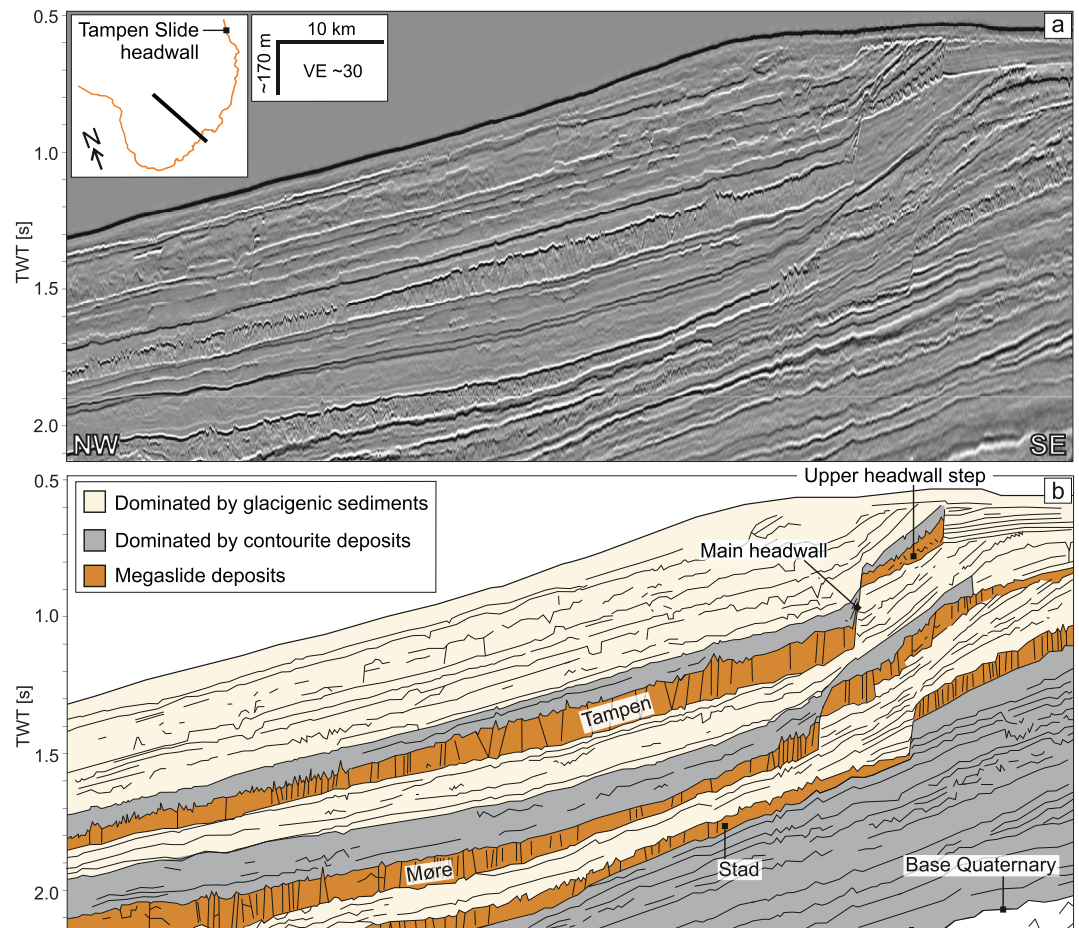 0.5
1.0
1.5
2.0
TWT [s]
Tampen Slide
headwall
N
10 km
~170 m
VE ~30
a
NW
SE
0.5
1.0
1.5
2.0
TWT [s]
Dominated by glacigenic sediments
Dominated by contourite deposits
Megaslide deposits
Upper headwall step
b
Main headwall
Tampen
Møre
Stad
Base Quaternary